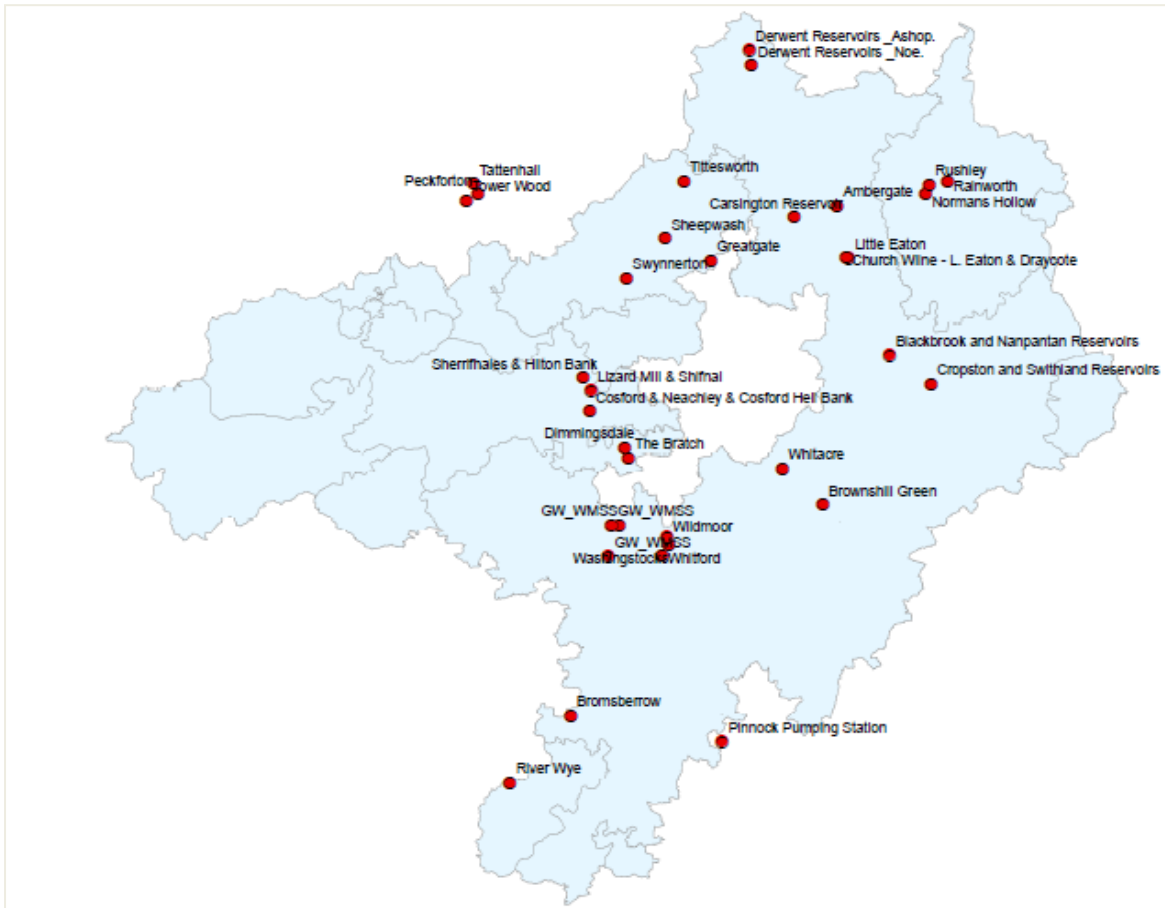 Derwent Reservoirs _Ashop.
Derwent Reservoirs _Noe.
Tattenhall
Peckforton
Tower Wood
Tittesworth
Rushley
Rainworth
Normans Hollow
Ambergate
Carsington Reservoir
Sheepwash
Greatgate
Little Eaton
Church Wilne - L. Eaton & Draycote
Swynnerton
Blackbrook and Nanpantan Reservoirs
Sherrifhales & Hilton Bank
Lizard Mill & Shifnal
Cropston and Swithland Reservoirs
Cosford & Neachley & Cosford Hell Bank
Dimmingsdale
The Bratch
Whitacre
Brownshill Green
GW_WMSS
GW_WMSS
Wildmoor
GW_WMSS
Washingstocks
Whitford
Bromsberrow
Pinnock Pumping Station
River Wye